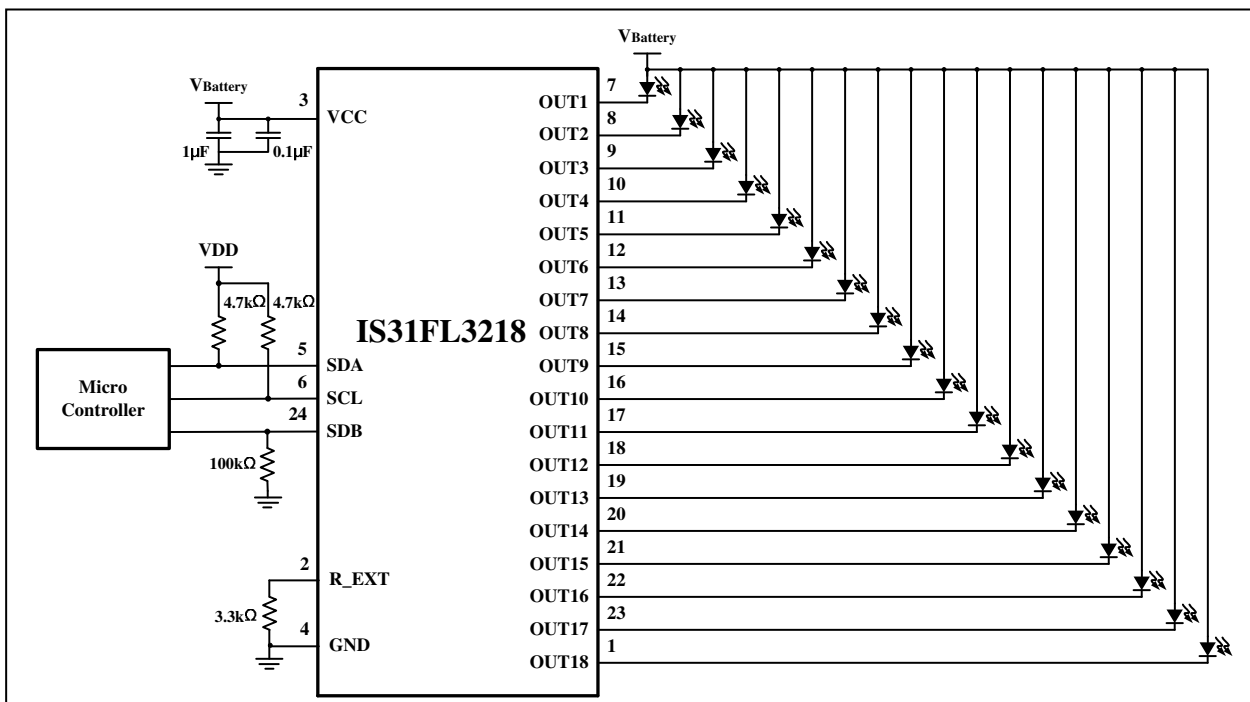 VBattery
VBattery
3
VCC
1µF
0.1µF
VDD
4.7kΩ
4.7kΩ
Micro
Controller
5
SDA
6
SCL
24
SDB
100kΩ
2
R_EXT
3.3kΩ
4
GND
IS31FL3218
7
OUT1
8
OUT2
9
OUT3
10
OUT4
11
OUT5
12
OUT6
13
OUT7
14
OUT8
15
OUT9
16
OUT10
17
OUT11
18
OUT12
19
OUT13
20
OUT14
21
OUT15
22
OUT16
23
OUT17
1
OUT18